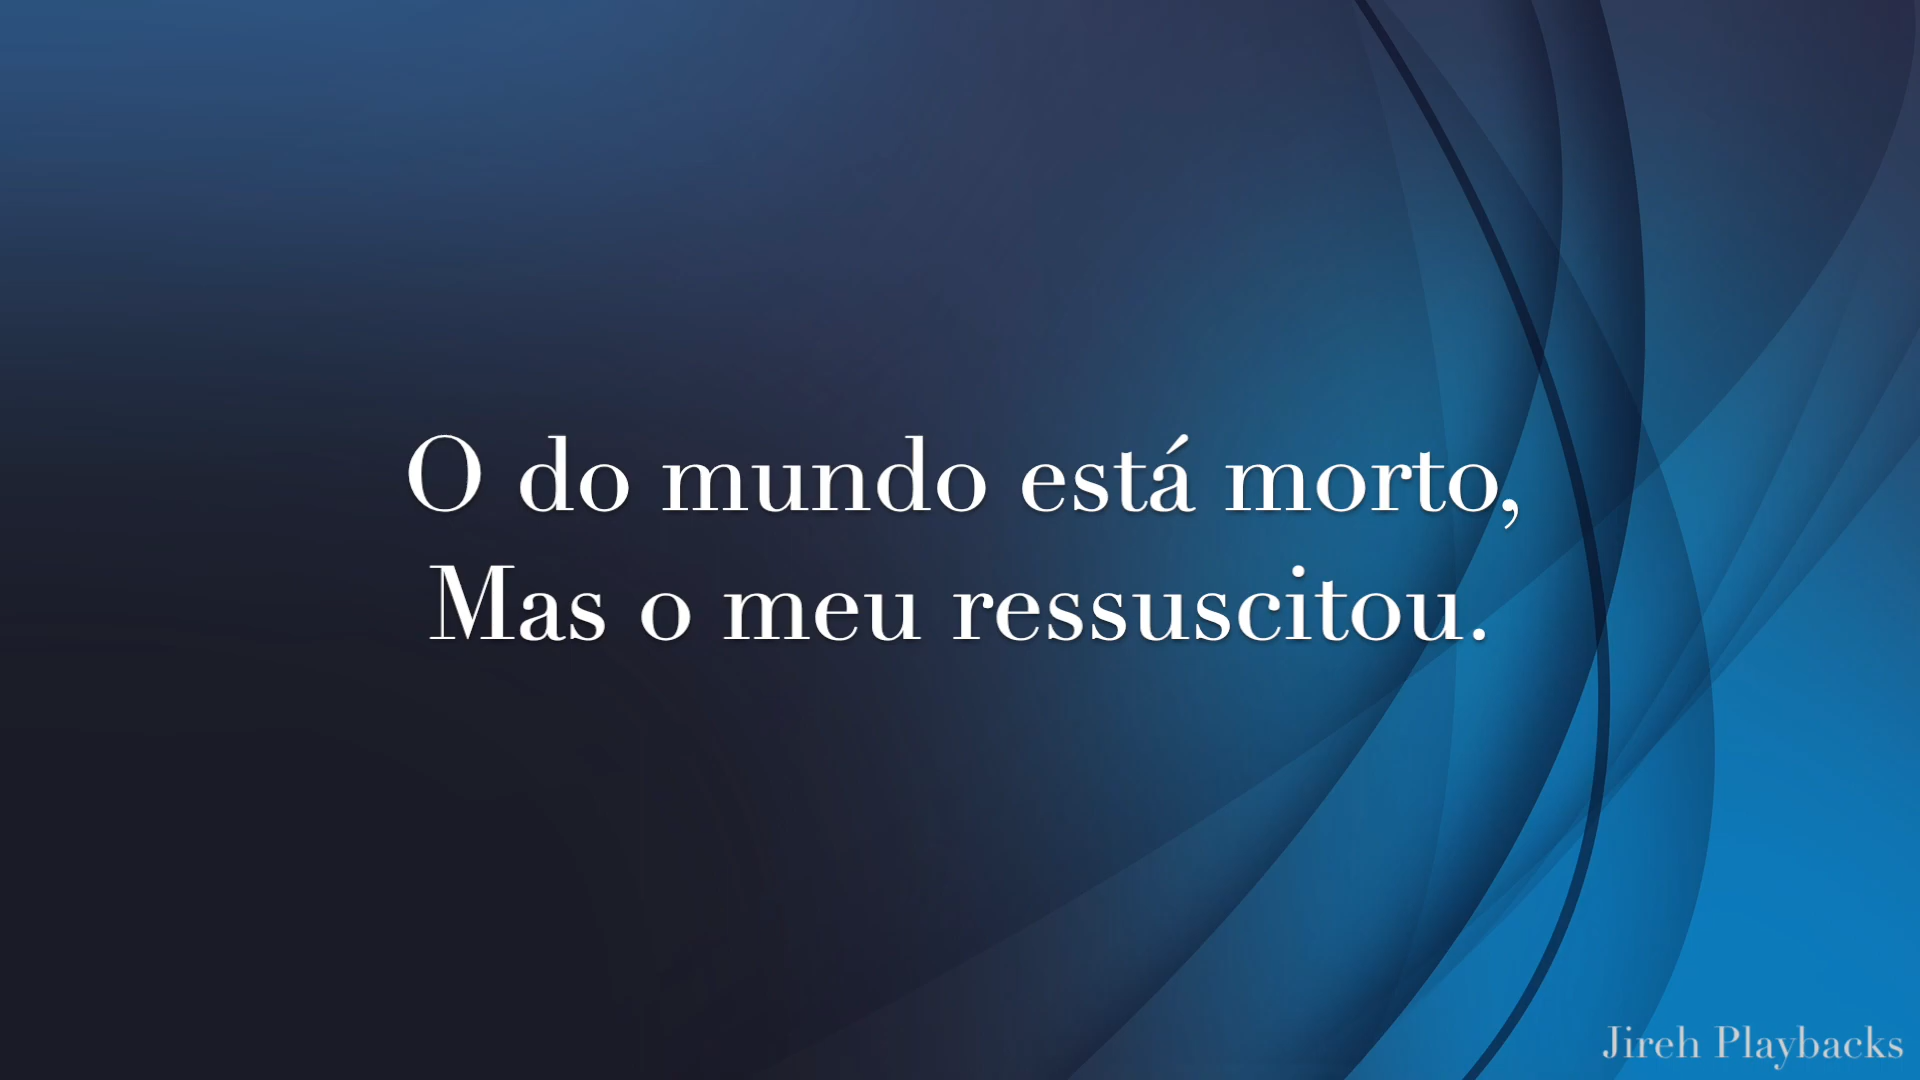 O do mundo está morto,
Mas o meu ressuscitou.
Jireh Playbacks